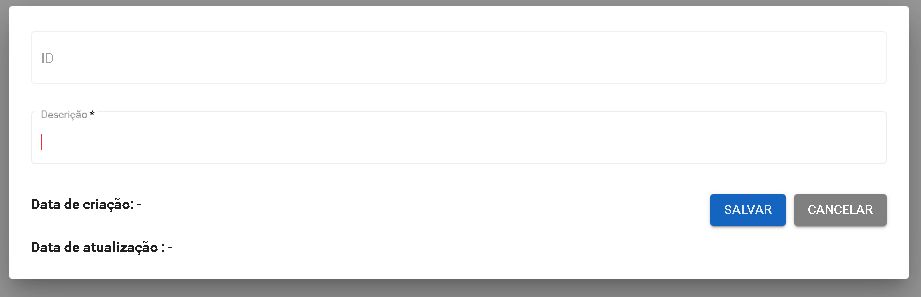 ID
Descrição *
Data de criação: -
SALVAR
CANCELAR
Data de atualização : -